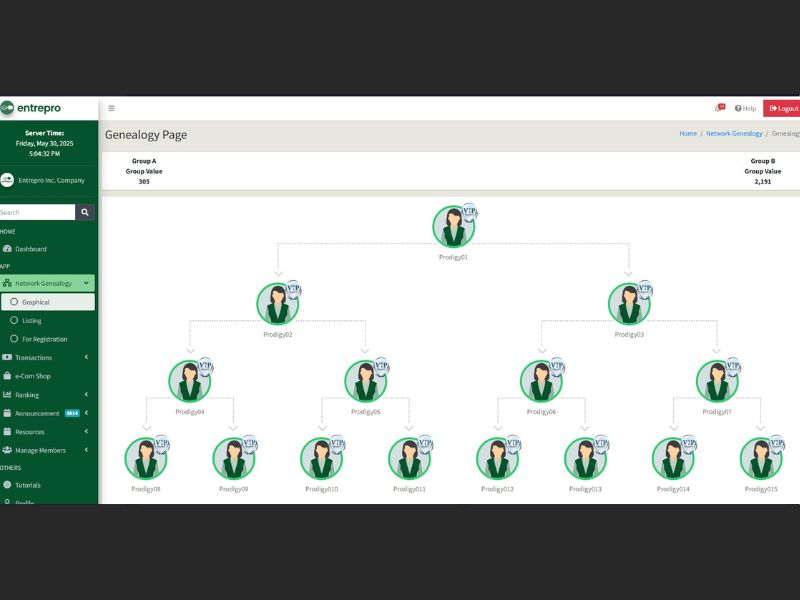 entrepro
Server Time:
Friday, May 30, 2025
5:04:32 PM
Entrepro Inc. Company
Search
HOME
Dashboard
APP
Network Genealogy
Graphical
Listing
For Registration
Transactions
e-Com Shop
Ranking
Announcement 0014
Resources
Manage Members
OTHERS
Tutorials
Profile
Help
Logout
Genealogy Page
Home / Network Genealogy / Genealogy
Group A
Group Value
305
Group B
Group Value
2,191
VIP
Prodigy01
VIP VIP
Prodigy02 Prodigy03
VIP VIP VIP VIP
Prodigy04 Prodigy05 Prodigy06 Prodigy07
VIP VIP VIP VIP VIP VIP VIP VIP
Prodigy08 Prodigy09 Prodigy010 Prodigy011 Prodigy012 Prodigy013 Prodigy014 Prodigy015